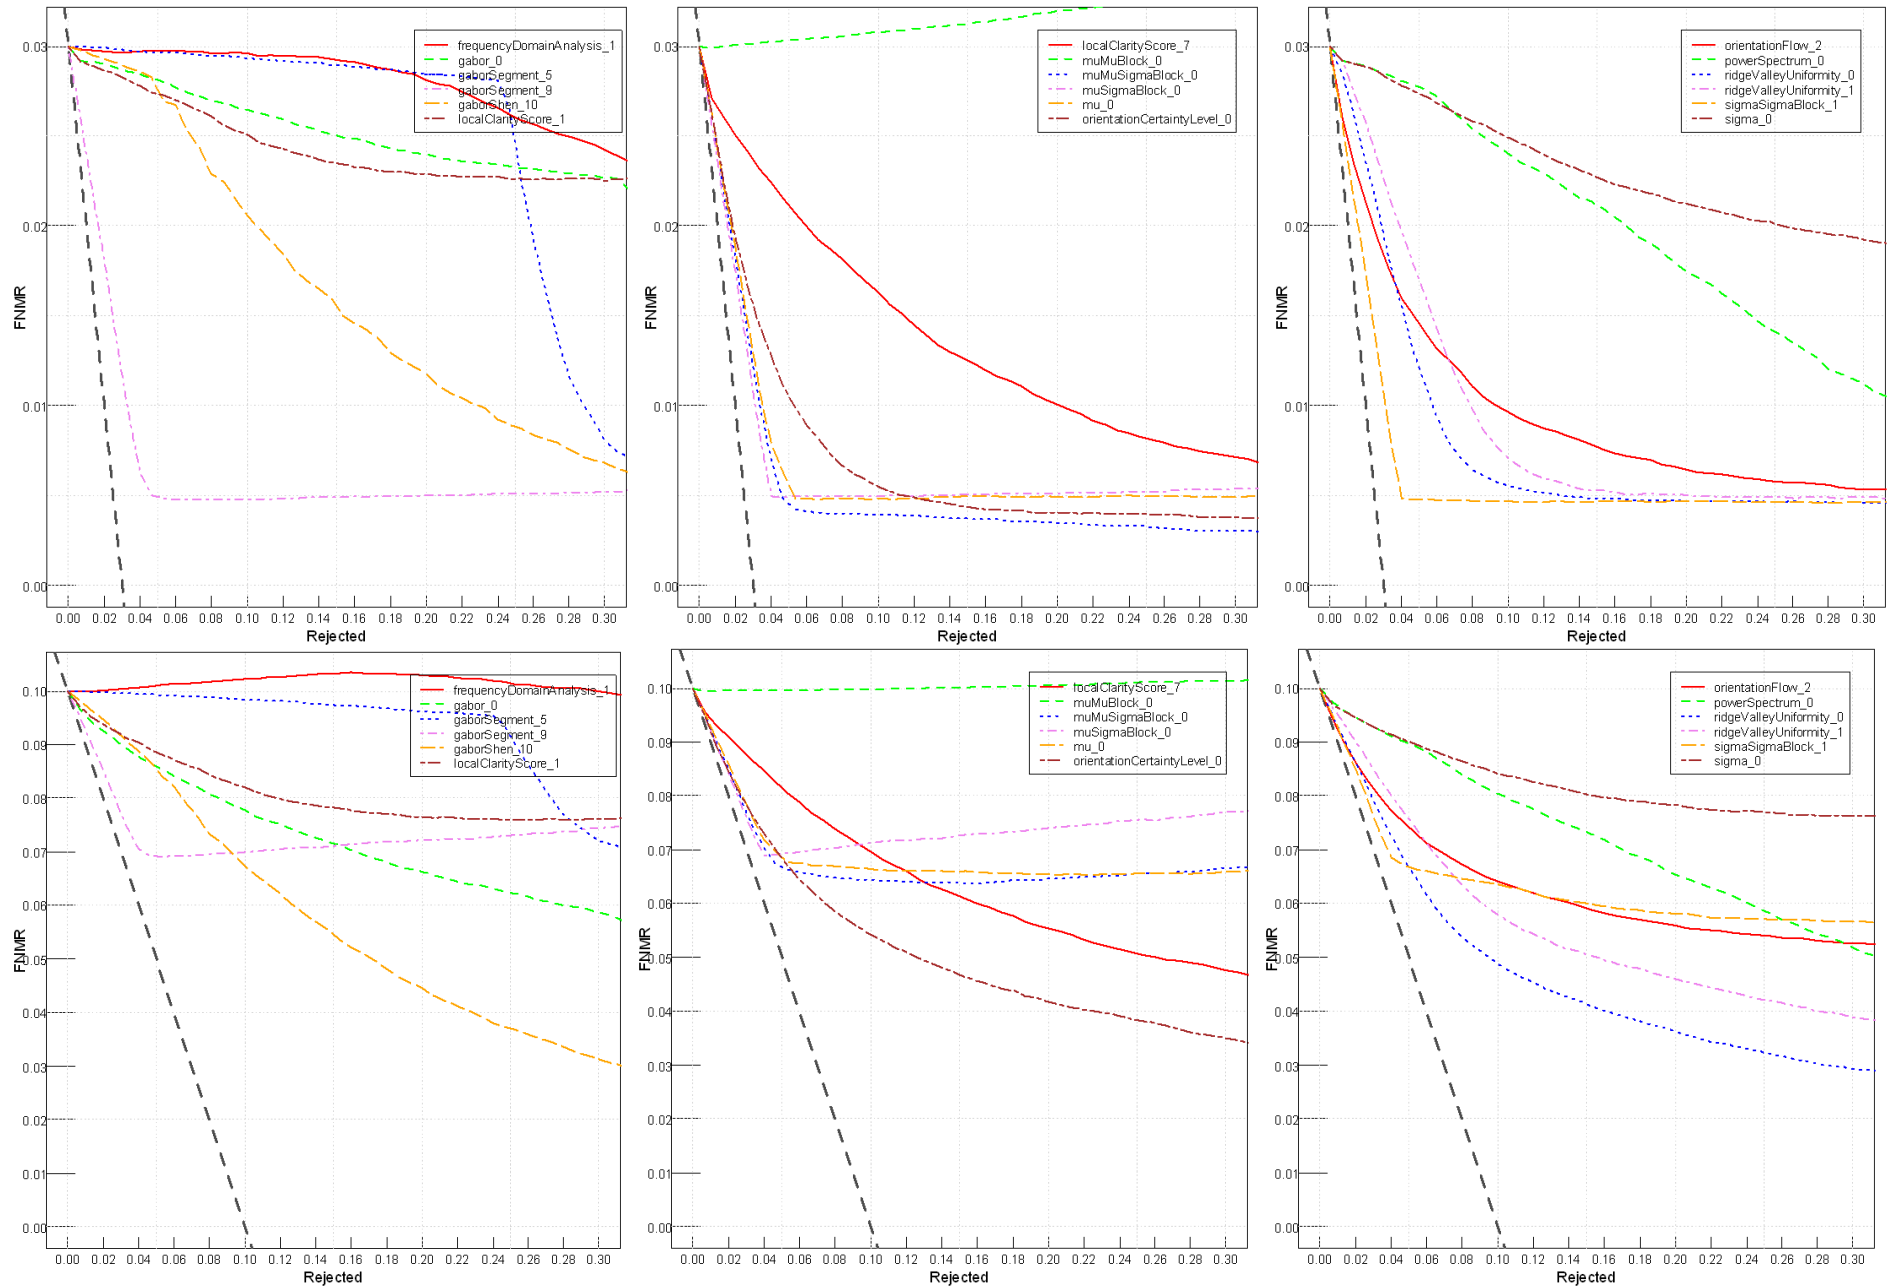 frequencyDomainAnalysis_1
gabor_0
gaborSegment_5
gaborSegment_9
gaborShen_10
localClarityScore_1
0.03
0.02
0.01
0.00
FNMR
0.00 0.02 0.04 0.06 0.08 0.10 0.12 0.14 0.16 0.18 0.20 0.22 0.24 0.26 0.28 0.30
Rejected
localClarityScore_7
muMuBlock_0
muMuSigmaBlock_0
muSigmaBlock_0
mu_0
orientationCertaintyLevel_0
0.03
0.02
0.01
0.00
FNMR
0.00 0.02 0.04 0.06 0.08 0.10 0.12 0.14 0.16 0.18 0.20 0.22 0.24 0.26 0.28 0.30
Rejected
orientationFlow_2
powerSpectrum_0
ridgeValleyUniformity_0
ridgeValleyUniformity_1
sigmaSigmaBlock_1
sigma_0
0.03
0.02
0.01
0.00
FNMR
0.00 0.02 0.04 0.06 0.08 0.10 0.12 0.14 0.16 0.18 0.20 0.22 0.24 0.26 0.28 0.30
Rejected
frequencyDomainAnalysis_1
gabor_0
gaborSegment_5
gaborSegment_9
gaborShen_10
localClarityScore_1
0.10
0.09
0.08
0.07
0.06
0.05
0.04
0.03
0.02
0.01
0.00
FNMR
0.00 0.02 0.04 0.06 0.08 0.10 0.12 0.14 0.16 0.18 0.20 0.22 0.24 0.26 0.28 0.30
Rejected
localClarityScore_7
muMuBlock_0
muMuSigmaBlock_0
muSigmaBlock_0
mu_0
orientationCertaintyLevel_0
0.10
0.09
0.08
0.07
0.06
0.05
0.04
0.03
0.02
0.01
0.00
FNMR
0.00 0.02 0.04 0.06 0.08 0.10 0.12 0.14 0.16 0.18 0.20 0.22 0.24 0.26 0.28 0.30
Rejected
orientationFlow_2
powerSpectrum_0
ridgeValleyUniformity_0
ridgeValleyUniformity_1
sigmaSigmaBlock_1
sigma_0
0.10
0.09
0.08
0.07
0.06
0.05
0.04
0.03
0.02
0.01
0.00
FNMR
0.00 0.02 0.04 0.06 0.08 0.10 0.12 0.14 0.16 0.18 0.20 0.22 0.24 0.26 0.28 0.30
Rejected